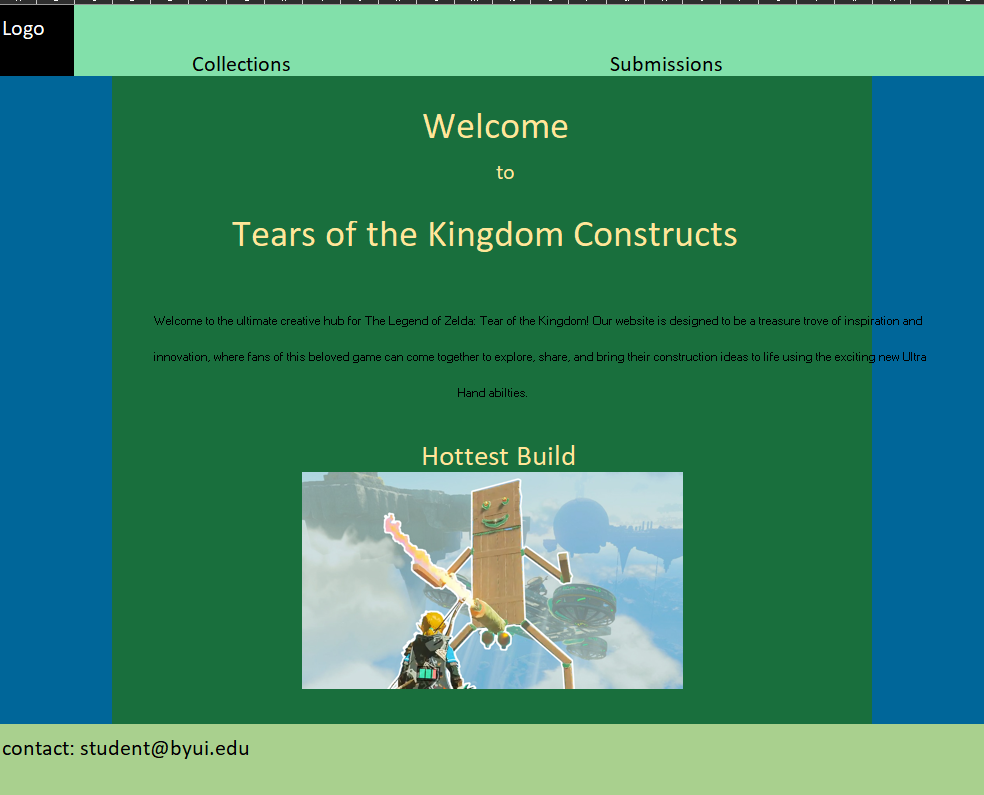 Logo
Collections
Submissions
Welcome
to
Tears of the Kingdom Constructs
Welcome to the ultimate creative hub for The Legend of Zelda: Tear of the Kingdom! Our website is designed to be a treasure trove of inspiration and
innovation, where fans of this beloved game can come together to explore, share, and bring their construction ideas to life using the exciting new Ultra
Hand abilties.
Hottest Build
contact: student@byui.edu